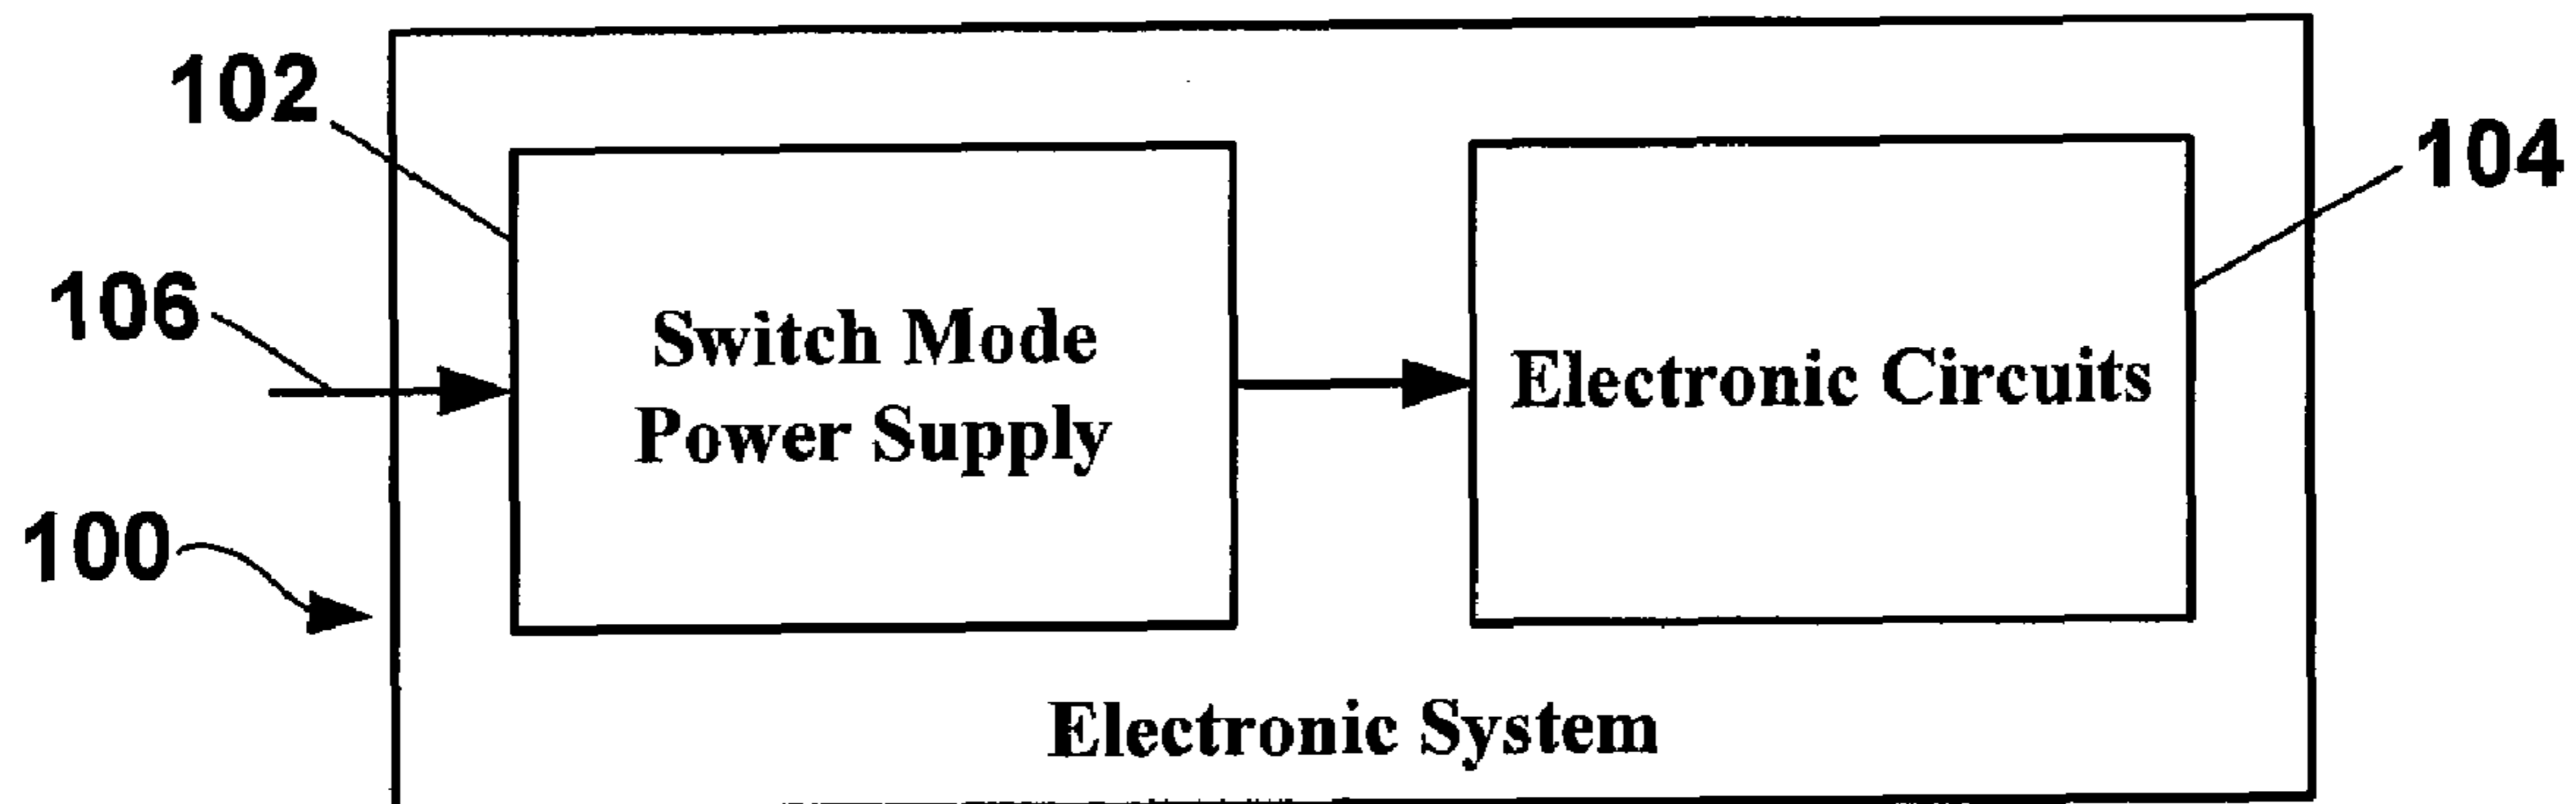 102
104
106
Switch Mode
Power Supply
Electronic Circuits
100
Electronic System